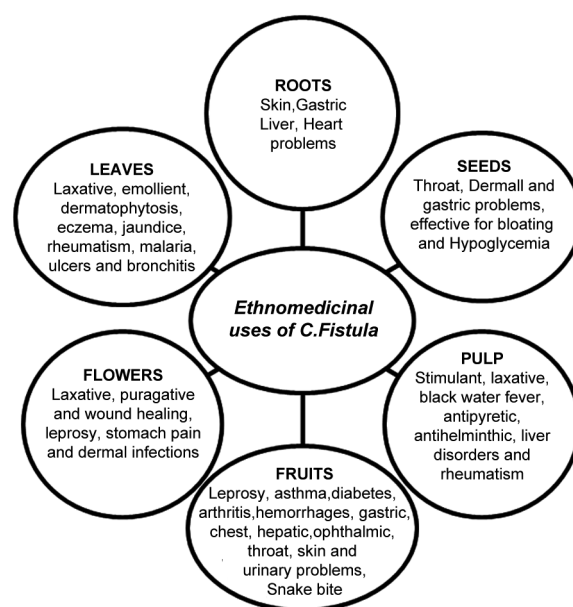 ROOTS
Skin,Gastric
Liver, Heart
problems
LEAVES
Laxative, emollient,
dermatophytosis,
eczema, jaundice,
rheumatism, malaria,
ulcers and bronchitis
SEEDS
Throat, Dermall and
gastric problems,
effective for bloating
and Hypoglycemia
Ethnomedicinal
uses of C.Fistula
FLOWERS
Laxative, puragative
and wound healing,
leprosy, stomach pain
and dermal infections
PULP
Stimulant, laxative,
black water fever,
antipyretic,
antihelminthic, liver
disorders and
rheumatism
FRUITS
Leprosy, asthma,diabetes,
arthritis,hemorrhages, gastric,
chest, hepatic,ophthalmic,
throat, skin and
urinary problems,
Snake bite